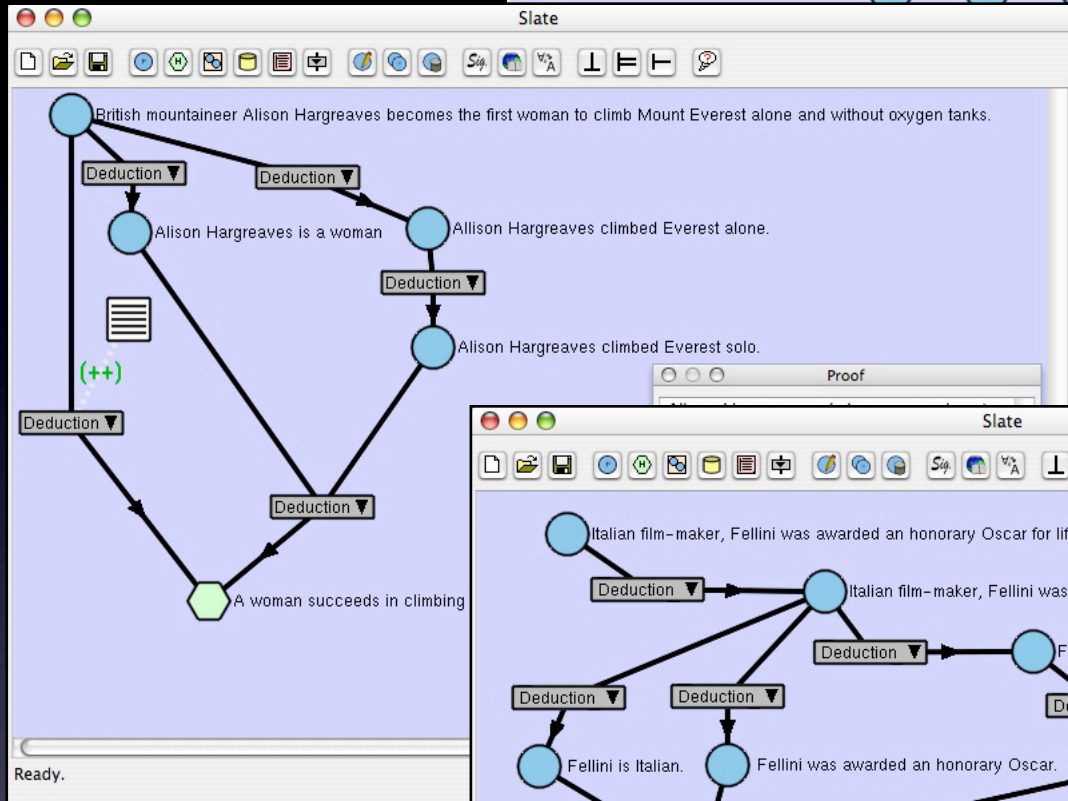 Slate
Sig.
British mountaineer Alison Hargreaves becomes the first woman to climb Mount Everest alone and without oxygen tanks.
Deduction ▼
Deduction ▼
Alison Hargreaves is a woman
Allison Hargreaves climbed Everest alone.
Deduction ▼
Alison Hargreaves climbed Everest solo.
(++)
Proof
Deduction ▼
Deduction ▼
A woman succeeds in climbing
Ready.
Slate
Sig.
Italian film-maker, Fellini was awarded an honorary Oscar for
Deduction ▼
Italian film-maker, Fellini was
Deduction ▼
F
Deduction ▼
Deduction ▼
De
Fellini is Italian.
Fellini was awarded an honorary Oscar.